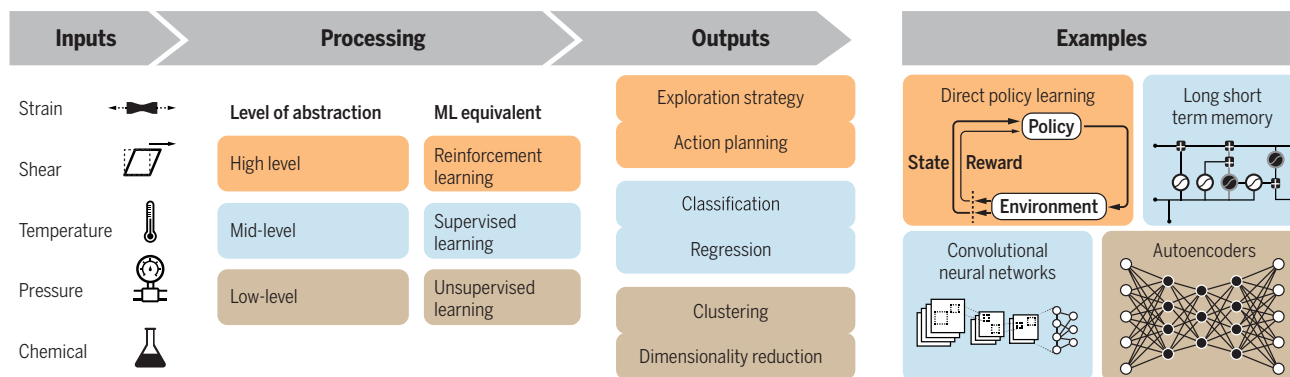 Inputs
Processing
Outputs
Examples
Strain
Shear
Temperature
Pressure
Chemical
Level of abstraction
ML equivalent
High level
Reinforcement
learning
Mid-level
Supervised
learning
Low-level
Unsupervised
learning
Exploration strategy
Action planning
Classification
Regression
Clustering
Dimensionality reduction
Direct policy learning
Policy
State
Reward
Environment
Long short
term memory
Convolutional
neural networks
Autoencoders